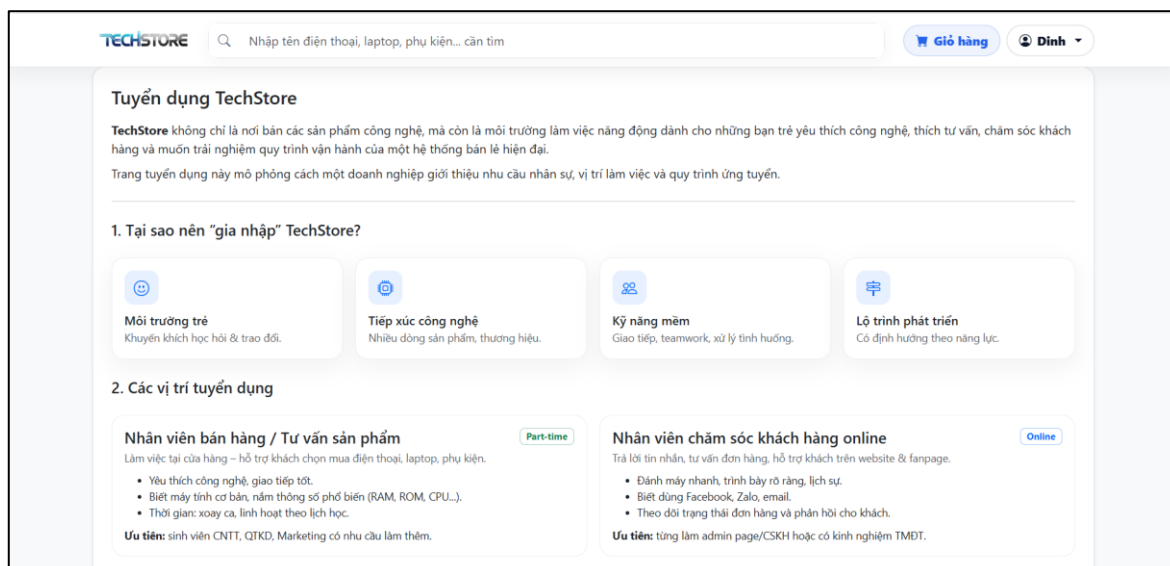 TECHSTORE
Nhập tên điện thoại, laptop, phụ kiện... cần tìm
Giỏ hàng
Dinh
Tuyển dụng TechStore
TechStore không chỉ là nơi bán các sản phẩm công nghệ, mà còn là môi trường làm việc năng động dành cho những bạn trẻ yêu thích công nghệ, thích tư vấn, chăm sóc khách
hàng và muốn trải nghiệm quy trình vận hành của một hệ thống bán lẻ hiện đại.
Trang tuyển dụng này mô phỏng cách một doanh nghiệp giới thiệu nhu cầu nhân sự, vị trí làm việc và quy trình ứng tuyển.
1. Tại sao nên “gia nhập” TechStore?
Môi trường trẻ
Khuyến khích học hỏi & trao đổi.
Tiếp xúc công nghệ
Nhiều dòng sản phẩm, thương hiệu.
Kỹ năng mềm
Giao tiếp, teamwork, xử lý tình huống.
Lộ trình phát triển
Có định hướng theo năng lực.
2. Các vị trí tuyển dụng
Nhân viên bán hàng / Tư vấn sản phẩm
Part-time
Làm việc tại cửa hàng – hỗ trợ khách chọn mua điện thoại, laptop, phụ kiện.
• Yêu thích công nghệ, giao tiếp tốt.
• Biết máy tính cơ bản, nắm thông số phổ biến (RAM, ROM, CPU...).
• Thời gian: xoay ca, linh hoạt theo lịch học.
Ưu tiên: sinh viên CNTT, QTKD, Marketing có nhu cầu làm thêm.
Nhân viên chăm sóc khách hàng online
Online
Trả lời tin nhắn, tư vấn đơn hàng, hỗ trợ khách trên website & fanpage.
• Đánh máy nhanh, trình bày rõ ràng, lịch sự.
• Biết dùng Facebook, Zalo, email.
• Theo dõi trạng thái đơn hàng và phản hồi cho khách.
Ưu tiên: từng làm admin page/CSKH hoặc có kinh nghiệm TMĐT.